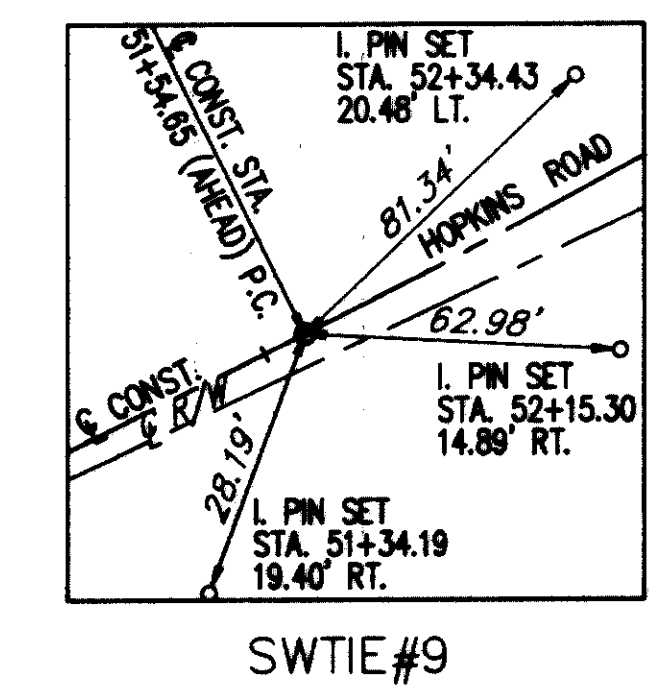 ℄ CONST. STA.
51+54.65 (AHEAD) P.C.
I. PIN SET
STA. 52+34.43
20.48' LT.
81.34'
HOPKINS ROAD
62.98'
I. PIN SET
STA. 52+15.30
14.89' RT.
℄ CONST.
℄ R/W
28.19'
I. PIN SET
STA. 51+34.19
19.40' RT.
SWTIE#9